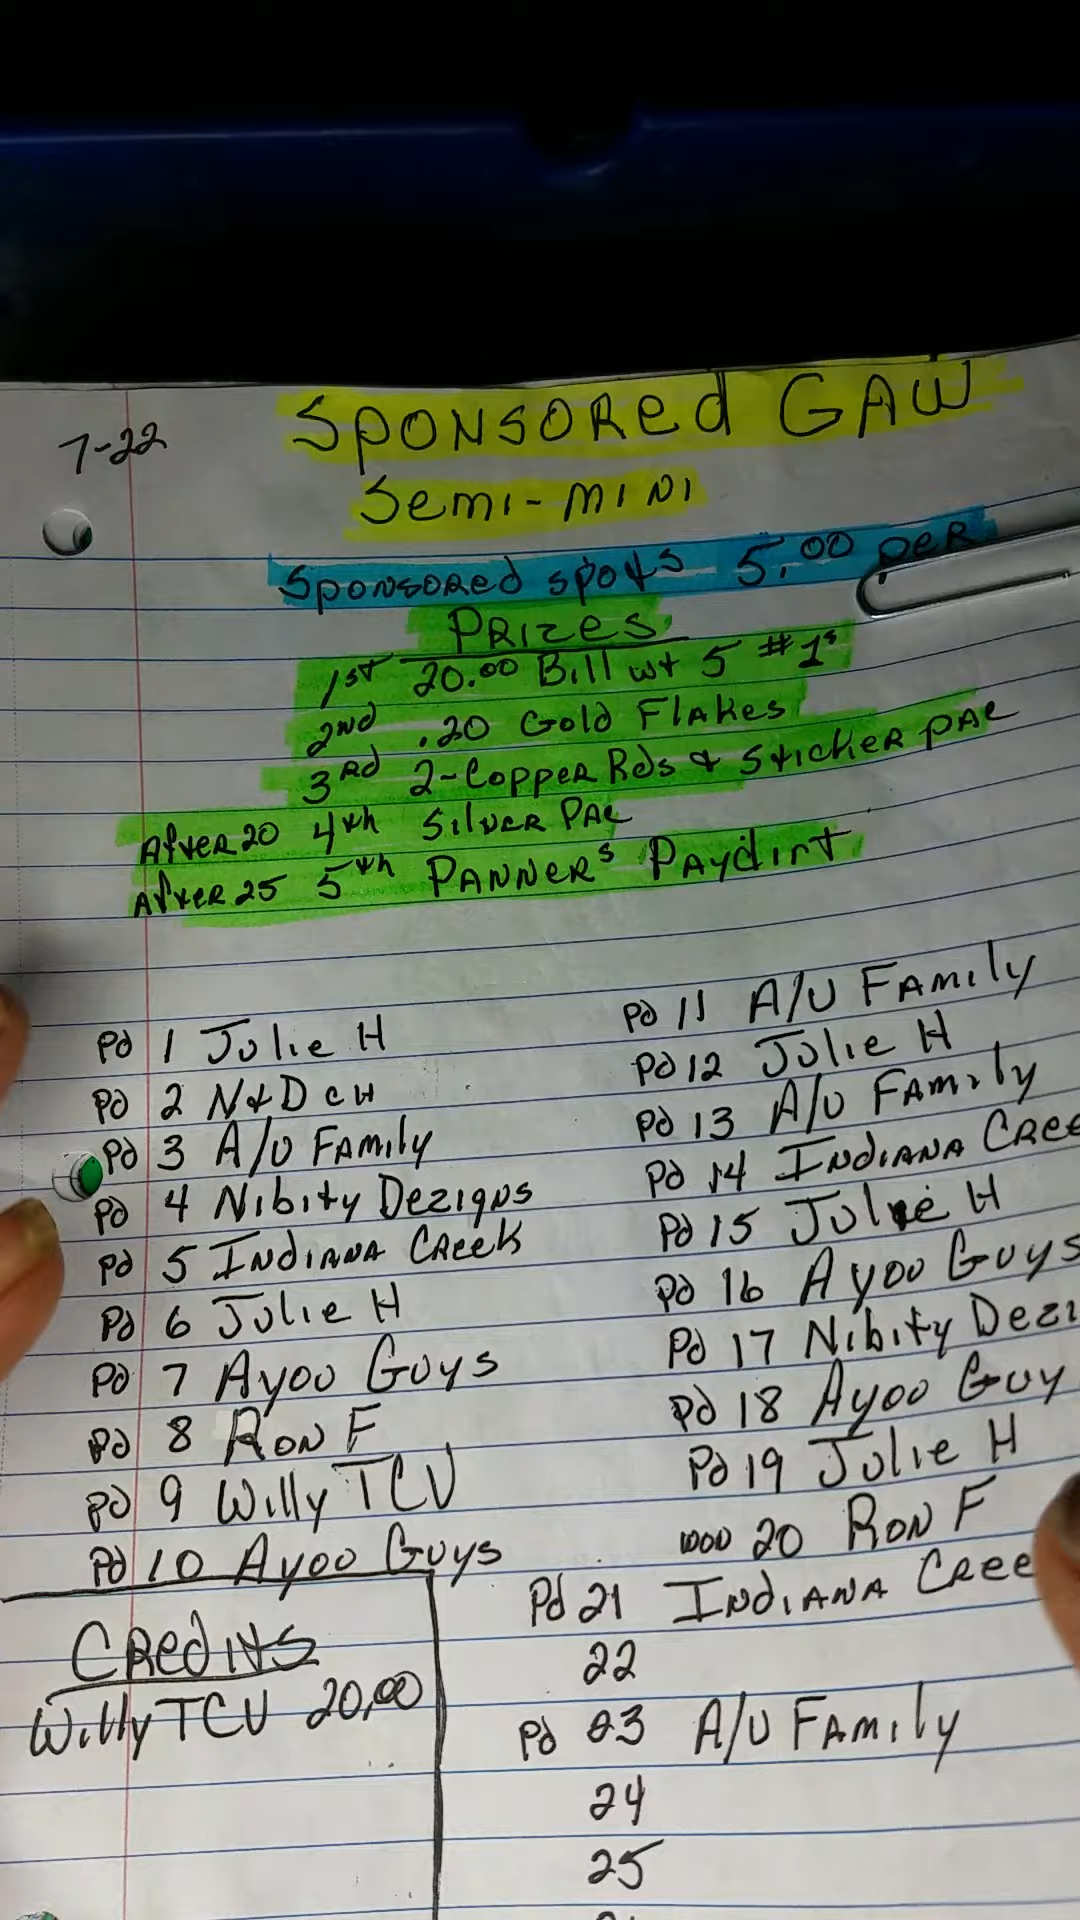 7-22
SPONSORED GAW
SEMI-MINI
SPONSORED SPOTS 5.00 PER
PRIZES
1ST 20.00 Bill wt 5 #1s
2ND .20 Gold Flakes
3RD 2-Copper Rds & Sticker PAC
After 20 4th Silver PAC
After 25 5th PANNERs Paydirt
Pd 1 Julie H
Pd 2 N&D CH
Pd 3 A/U Family
Pd 4 Nibity Dezigns
Pd 5 Indiana Creek
Pd 6 Julie H
Pd 7 Ayoo Guys
Pd 8 Ron F
Pd 9 Willy TCU
Pd 10 Ayoo Guys
Pd 11 A/U Family
Pd 12 Julie H
Pd 13 A/U Family
Pd 14 Indiana Cree
Pd 15 Julie H
Pd 16 Ayoo Guys
Pd 17 Nibity Dezi
Pd 18 Ayoo Guy
Pd 19 Julie H
20 Ron F
Pd 21 Indiana Cree
22
Pd 23 A/U Family
24
25
Credits
Willy TCU 20.00